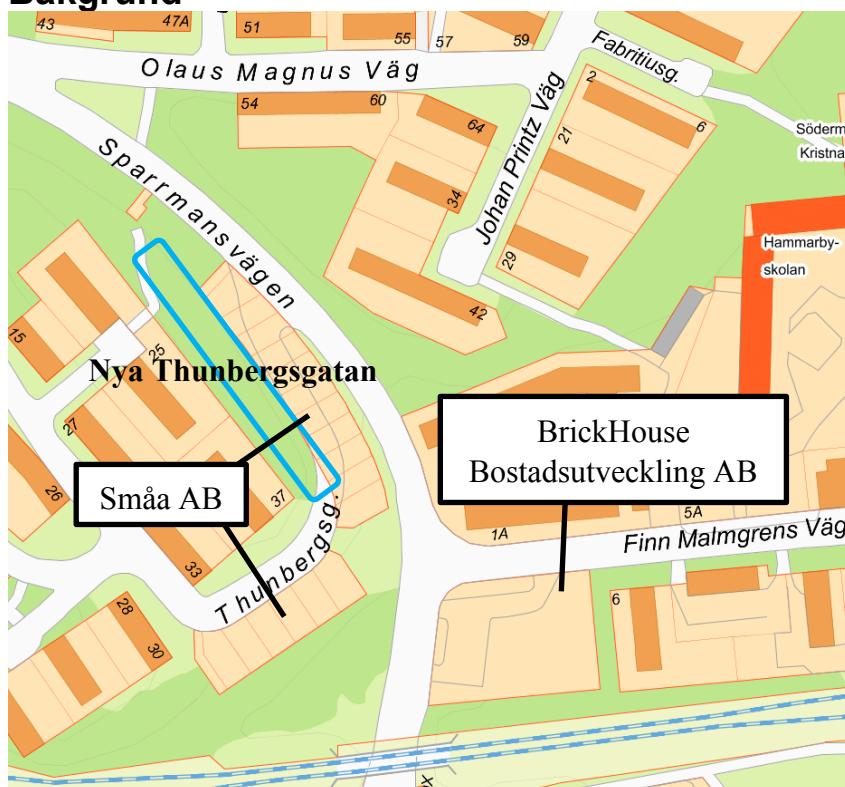 Bakgrund
43
47A
51
55
57
59
Fabritiusg.
Olaus Magnus Väg
54
60
64
2
6
21
Johan Printz Väg
34
29
42
Söderm
Kristna
Hammarby-
skolan
Sparrmansvägen
15
25
Nya Thunbergsgatan
27
26
37
33
Småa AB
BrickHouse
Bostadsutveckling AB
1A
5A
Finn Malmgrens Väg
Thunbergsg.
28
30
6